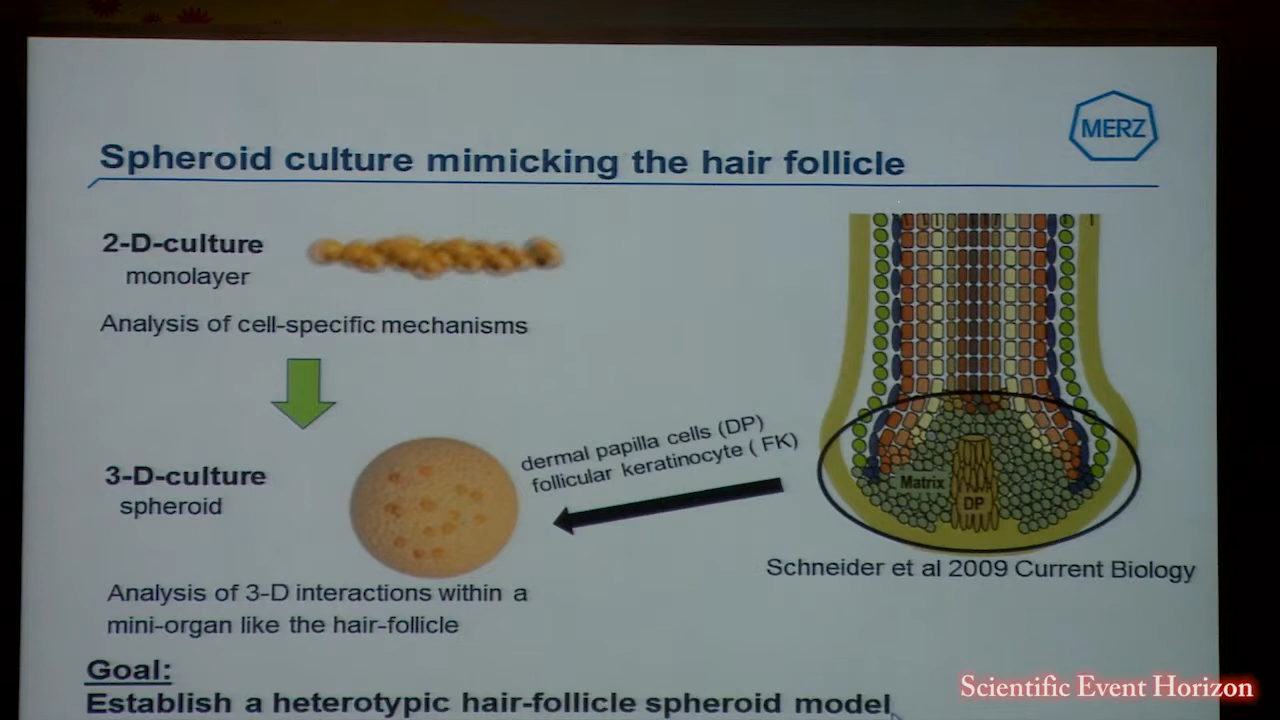 MERZ
Spheroid culture mimicking the hair follicle
2-D-culture
monolayer
Analysis of cell-specific mechanisms
3-D-culture
spheroid
dermal papilla cells (DP)
follicular keratinocyte ( FK)
Matrix
DP
Schneider et al 2009 Current Biology
Analysis of 3-D interactions within a
mini-organ like the hair-follicle
Goal:
Establish a heterotypic hair-follicle spheroid model
Scientific Event Horizon